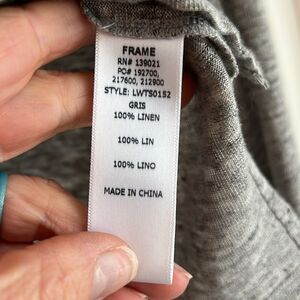 FRAME
RN# 139021
PO# 192700,
217600, 212900
STYLE: LWTS0152
GRIS
100% LINEN
100% LIN
100% LINO
MADE IN CHINA